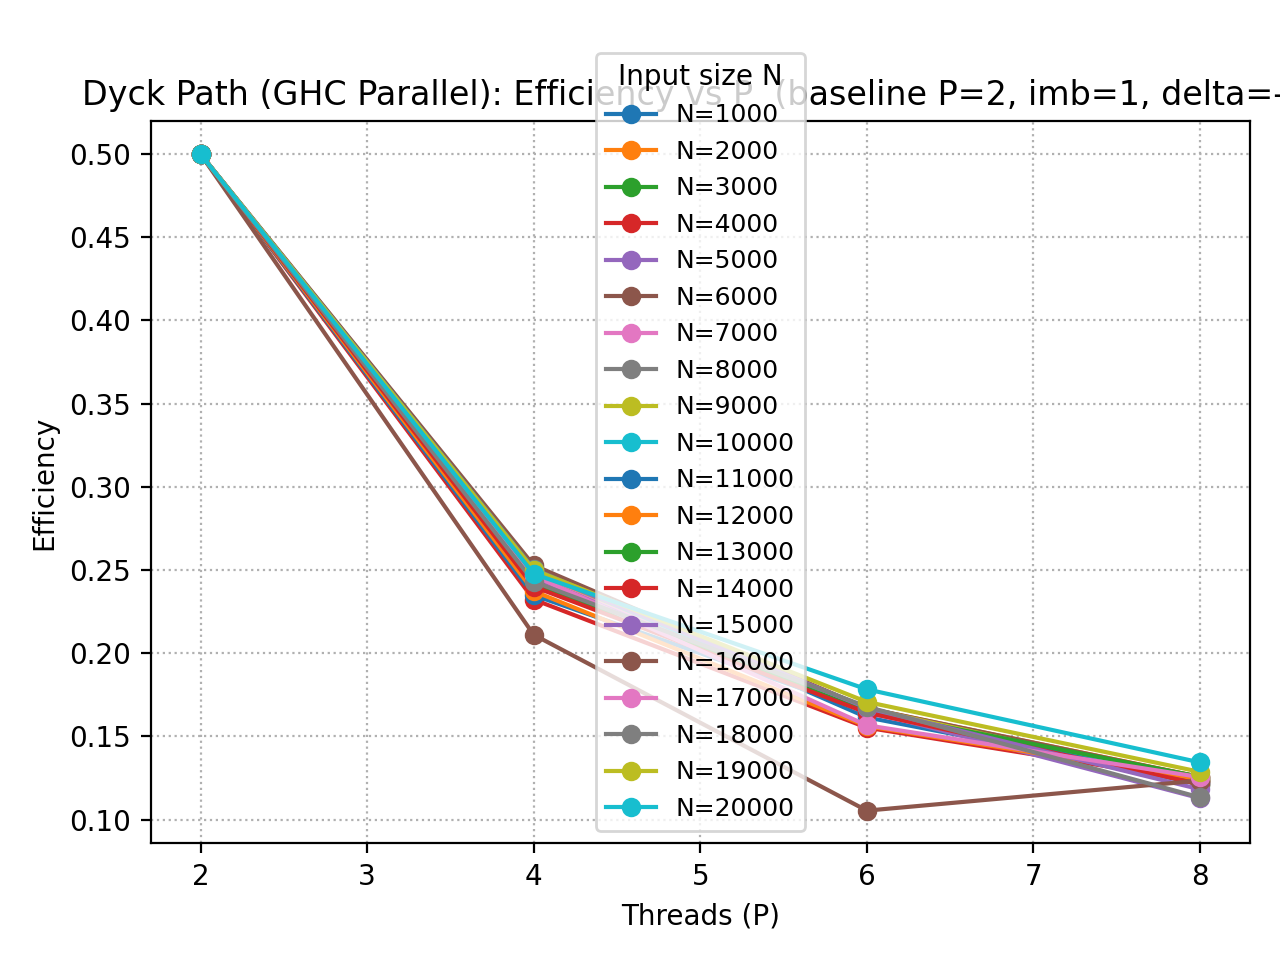 Dyck Path (GHC Parallel): Efficiency vs P (baseline P=2, imb=1, delta=-
Input size N
N=1000
N=2000
N=3000
N=4000
N=5000
N=6000
N=7000
N=8000
N=9000
N=10000
N=11000
N=12000
N=13000
N=14000
N=15000
N=16000
N=17000
N=18000
N=19000
N=20000
Efficiency
0.50
0.45
0.40
0.35
0.30
0.25
0.20
0.15
0.10
2 3 4 5 6 7 8
Threads (P)